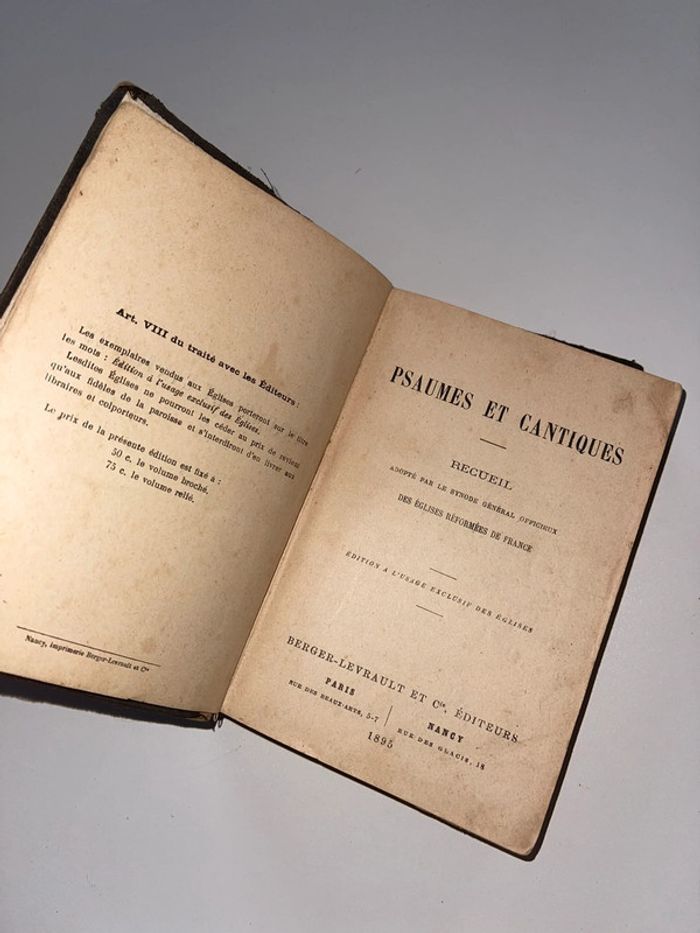 Art. VIII du traité avec les Éditeurs :
Les exemplaires vendus aux Églises porteront sur le titre
les mots : Édition à l'usage exclusif des Églises.
Lesdites Églises ne pourront les céder au prix de revient
qu'aux fidèles de la paroisse et s'interdiront d'en livrer aux
libraires et colporteurs.
Le prix de la présente édition est fixé à :
50 c. le volume broché.
75 c. le volume relié.
Nancy, imprimerie Berger-Levrault et Cie
PSAUMES ET CANTIQUES
RECUEIL
ADOPTÉ PAR LE SYNODE GÉNÉRAL OFFICIEUX
DES ÉGLISES RÉFORMÉES DE FRANCE
ÉDITION A L'USAGE EXCLUSIF DES ÉGLISES
BERGER-LEVRAULT ET Cie, ÉDITEURS
PARIS
RUE DES BEAUX-ARTS, 5-7
NANCY
RUE DES GLACIS, 18
1895